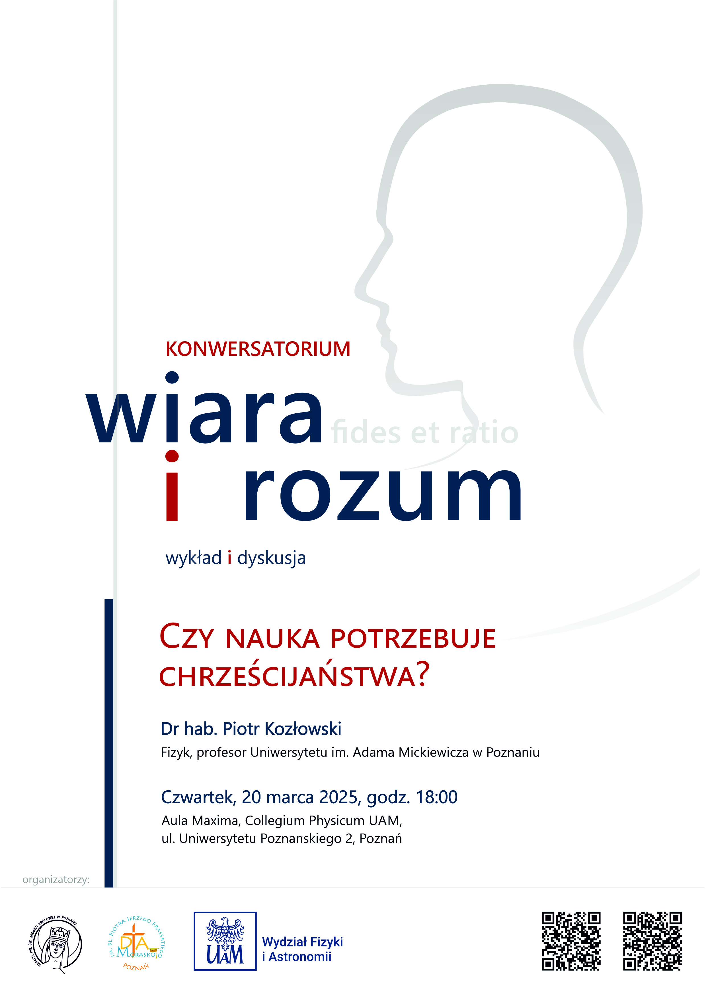 KONWERSATORIUM
wiara
fides et ratio
i rozum
wykład i dyskusja
Czy nauka potrzebuje
chrześcijaństwa?
Dr hab. Piotr Kozłowski
Fizyk, profesor Uniwersytetu im. Adama Mickiewicza w Poznaniu
Czwartek, 20 marca 2025, godz. 18:00
Aula Maxima, Collegium Physicum UAM,
ul. Uniwersytetu Poznanskiego 2, Poznań
organizatorzy:
PARAFIA PW. ŚW. JADWIGI KRÓLOWEJ W POZNANIU
IM. BŁ. PIOTRA JERZEGO FRASSATIEGO
DA
MORASKO
POZNAŃ
UAM
Wydział Fizyki
i Astronomii